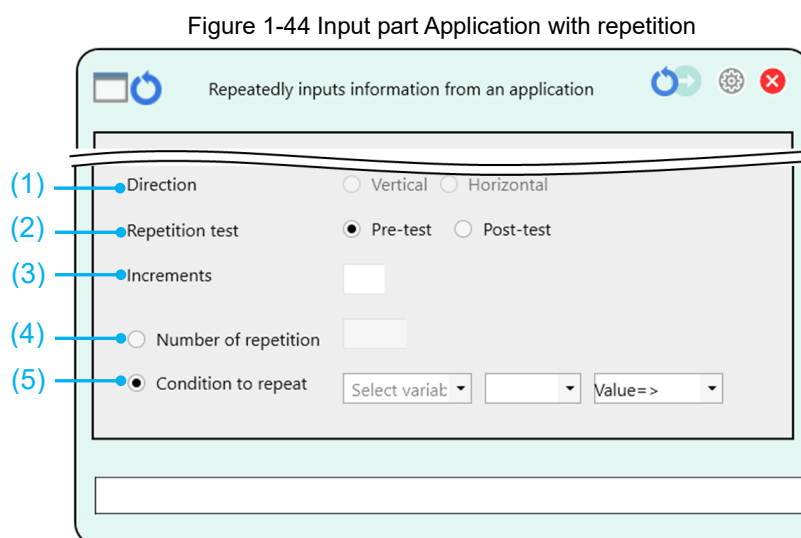 Figure 1-44 Input part Application with repetition
Repeatedly inputs information from an application
(1) Direction Vertical Horizontal
(2) Repetition test Pre-test Post-test
(3) Increments
(4) Number of repetition
(5) Condition to repeat Select variab Value=>